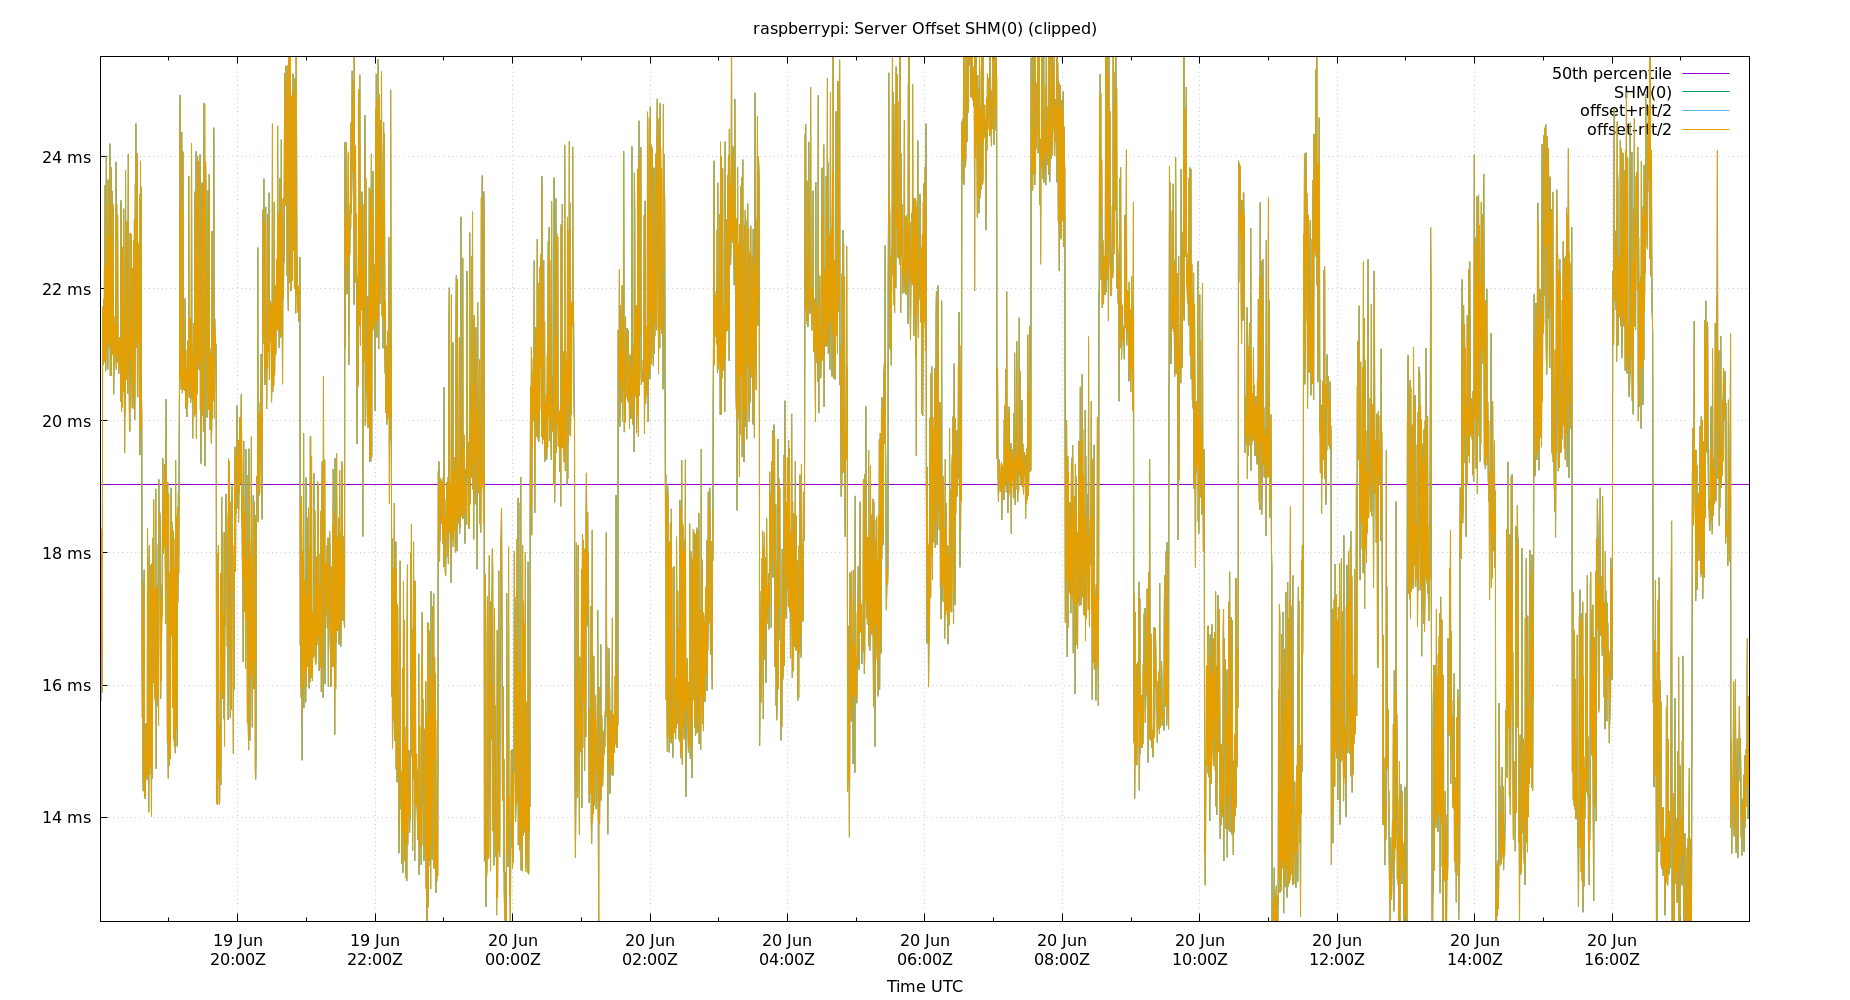 raspberrypi: Server Offset SHM(0) (clipped)
50th percentile
SHM(0)
offset+rtt/2
offset-rtt/2
24 ms
22 ms
20 ms
18 ms
16 ms
14 ms
19 Jun 19 Jun 20 Jun 20 Jun 20 Jun 20 Jun 20 Jun 20 Jun 20 Jun 20 Jun 20 Jun
20:00Z 22:00Z 00:00Z 02:00Z 04:00Z 06:00Z 08:00Z 10:00Z 12:00Z 14:00Z 16:00Z
Time UTC